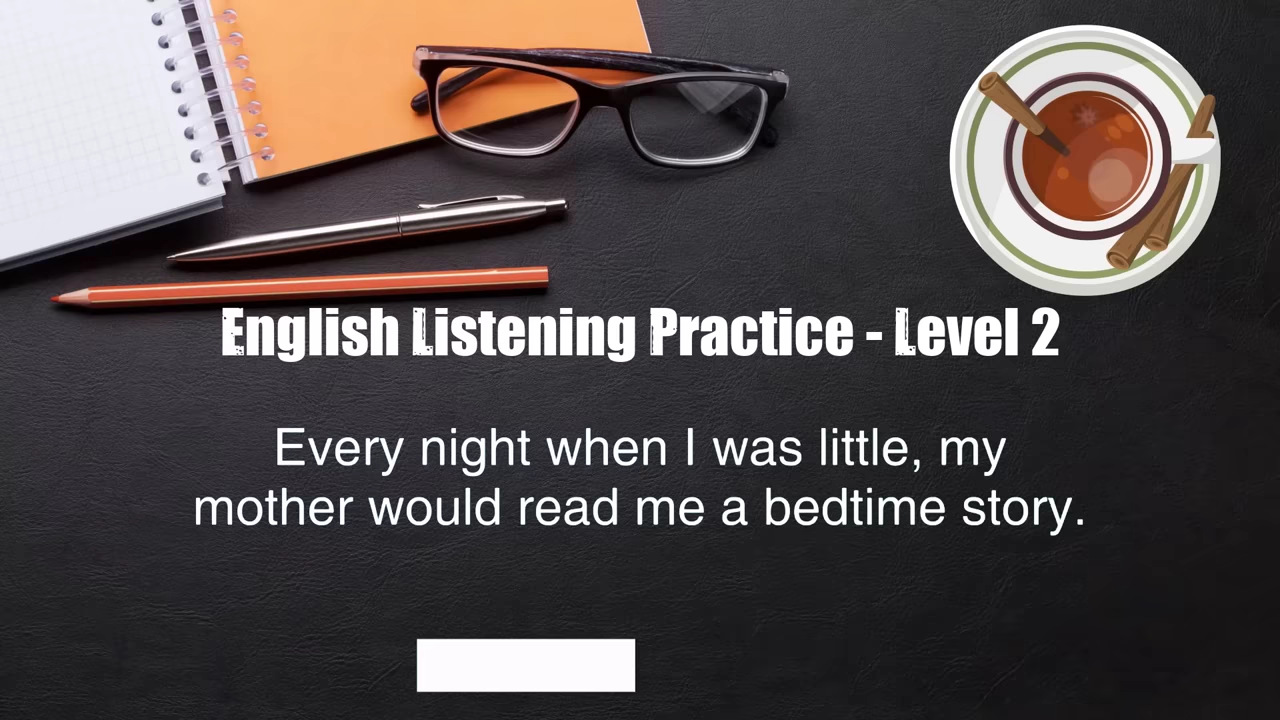 English Listening Practice - Level 2
Every night when I was little, my
mother would read me a bedtime story.